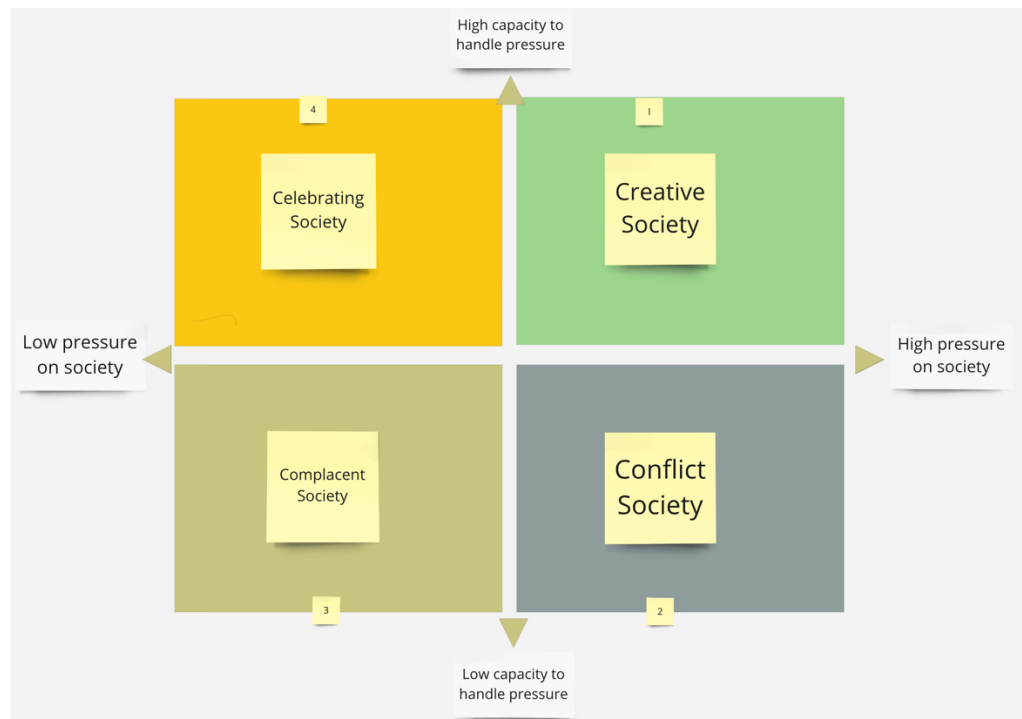 High capacity to
handle pressure
4
1
Celebrating
Society
Creative
Society
Low pressure
on society
High pressure
on society
Complacent
Society
Conflict
Society
3
2
Low capacity to
handle pressure